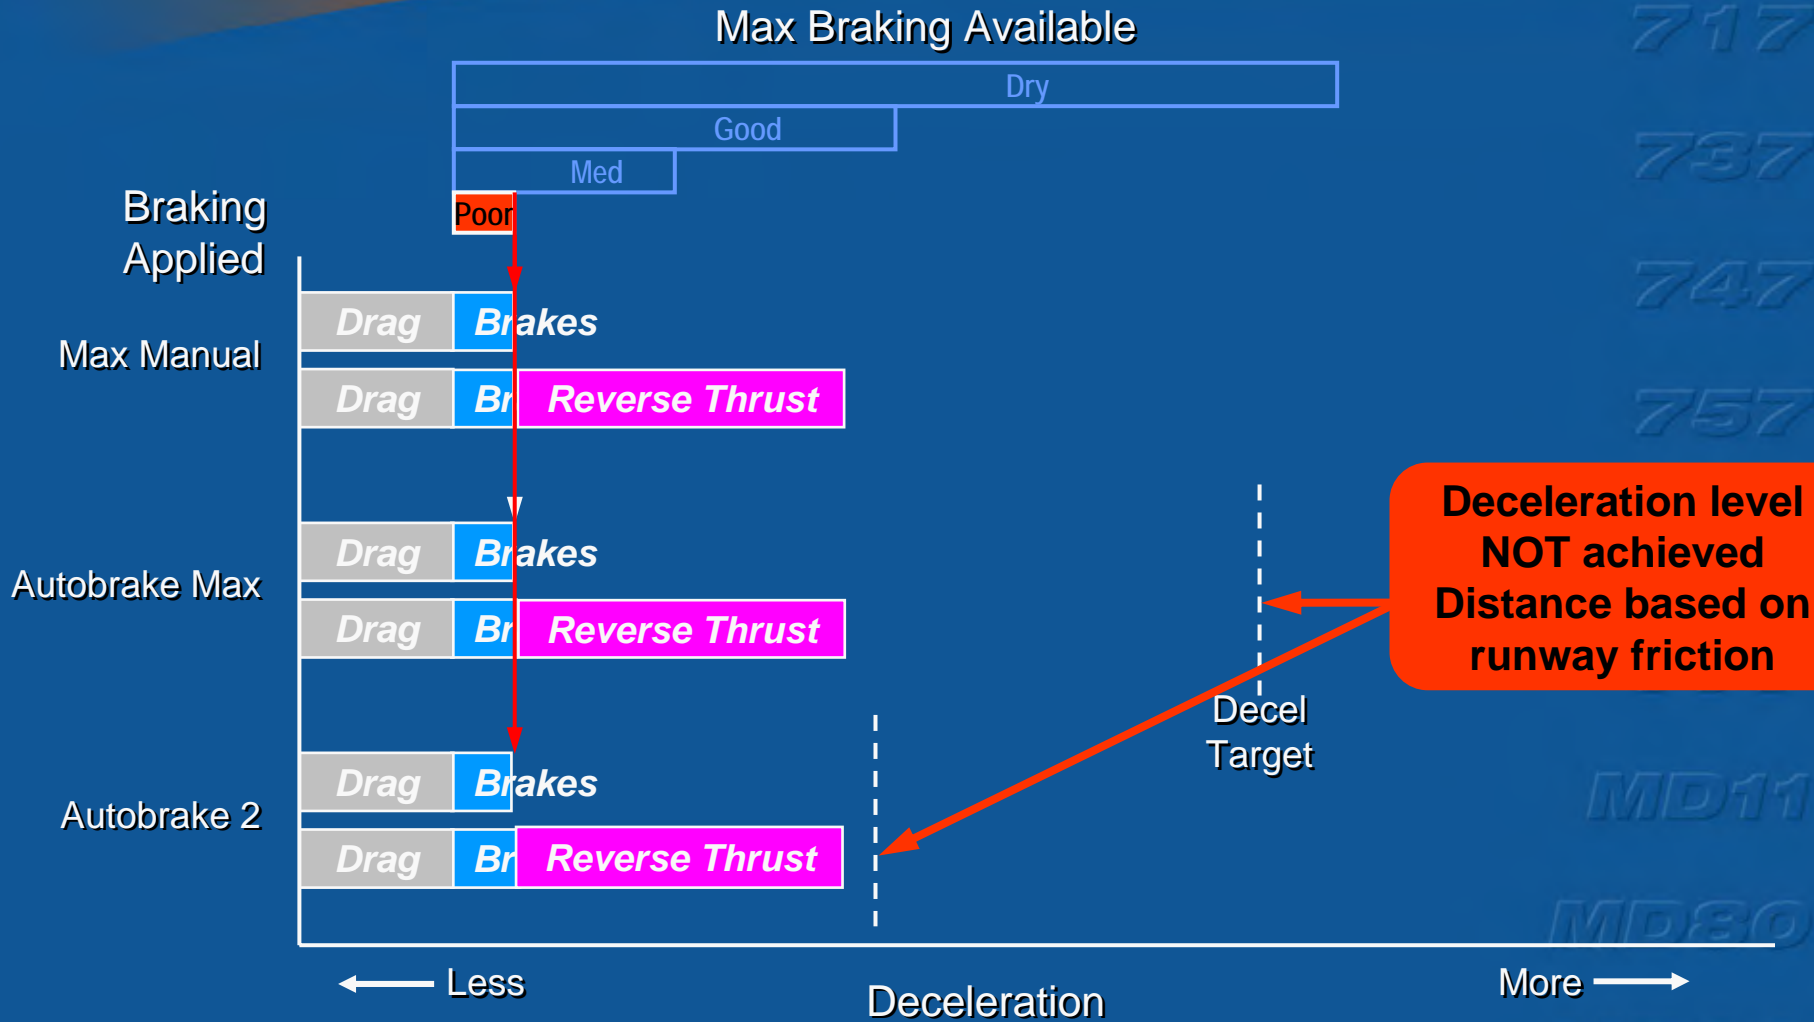 Max Braking Available
717
Dry
Good
737
Med
Braking
Applied
Poor
747
Drag
Brakes
Max Manual
Drag
Br
Reverse Thrust
757
Deceleration level
NOT achieved
Distance based on
runway friction
Drag
Brakes
Autobrake Max
Drag
Br
Reverse Thrust
Decel
Target
Drag
Brakes
MD11
Autobrake 2
Drag
Br
Reverse Thrust
MD80
Less
More
Deceleration